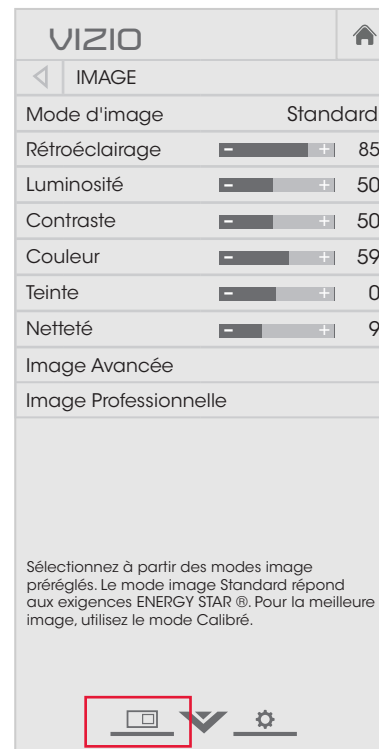 VIZIO
IMAGE
Mode d'image Standard
Rétroéclairage - + 85
Luminosité - + 50
Contraste - + 50
Couleur - + 59
Teinte - + 0
Netteté - + 9
Image Avancée
Image Professionnelle
Sélectionnez à partir des modes image
préréglés. Le mode image Standard répond
aux exigences ENERGY STAR ®. Pour la meilleure
image, utilisez le mode Calibré.